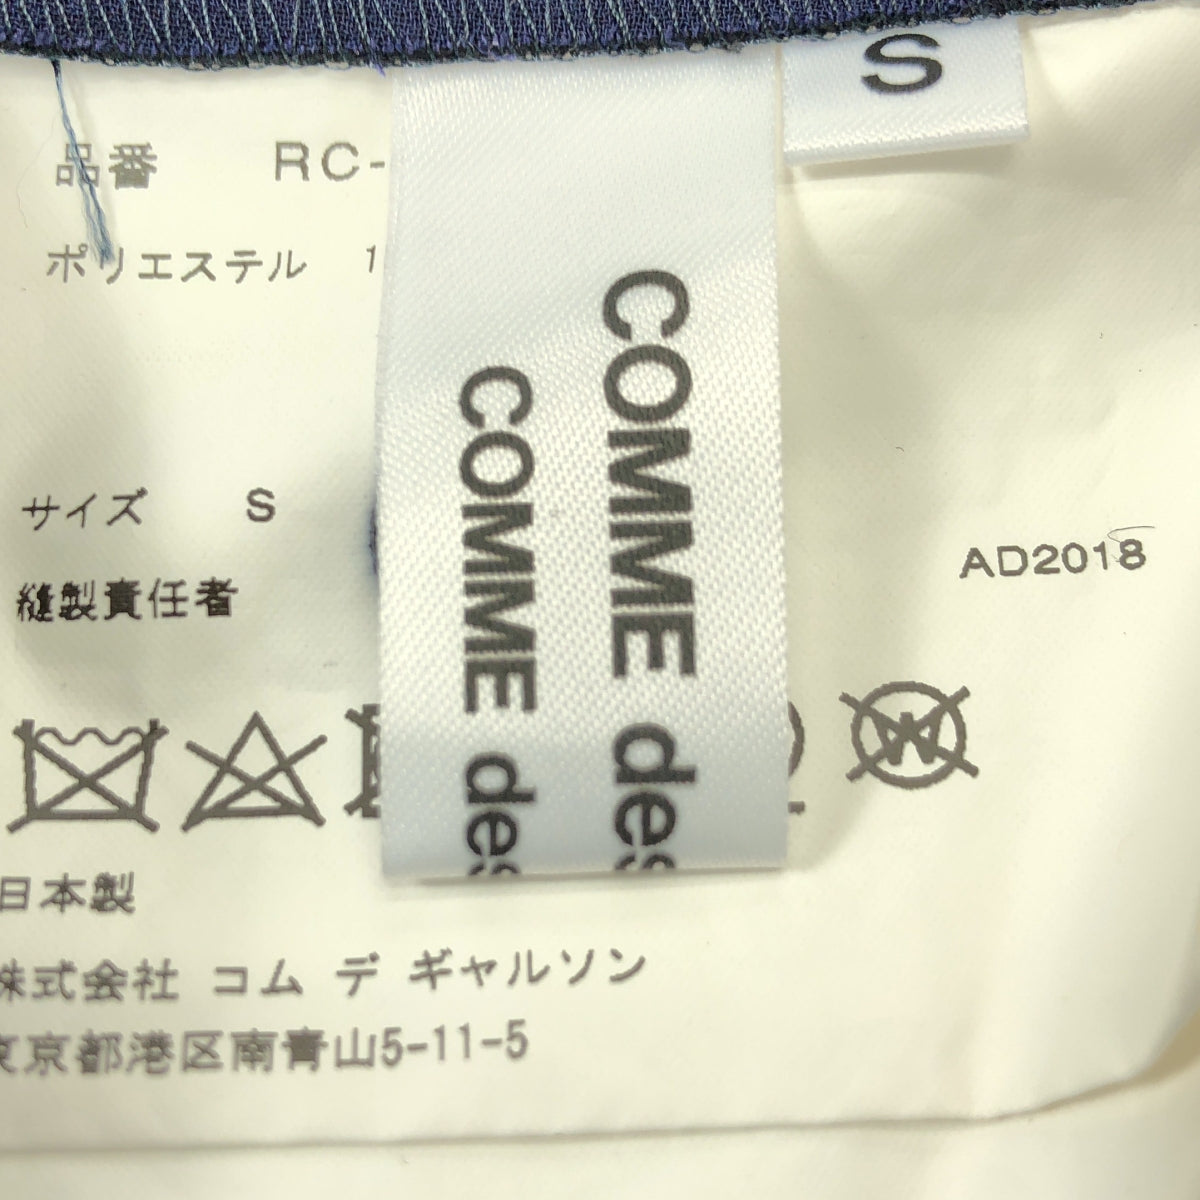 S
品番 RC-
ポリエステル 1
COMME des
COMME des
サイズ S
縫製責任者
AD2018
W
日本製
株式会社 コム デ ギャルソン
東京都港区南青山5-11-5